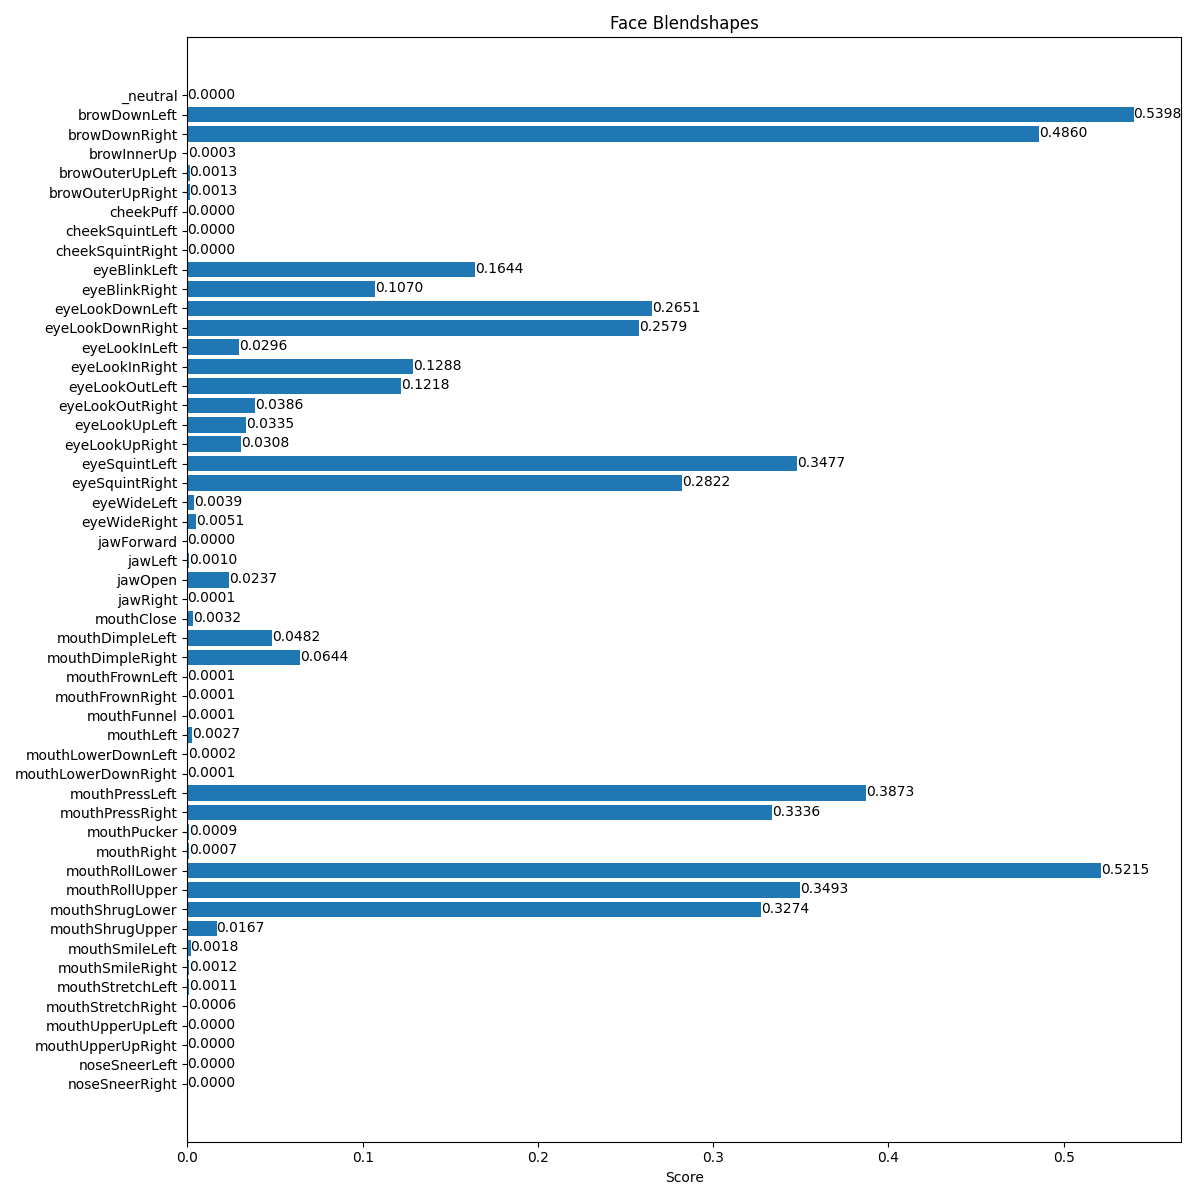 Face Blendshapes
_neutral 0.0000
browDownLeft 0.5398
browDownRight 0.4860
browInnerUp 0.0003
browOuterUpLeft 0.0013
browOuterUpRight 0.0013
cheekPuff 0.0000
cheekSquintLeft 0.0000
cheekSquintRight 0.0000
eyeBlinkLeft 0.1644
eyeBlinkRight 0.1070
eyeLookDownLeft 0.2651
eyeLookDownRight 0.2579
eyeLookInLeft 0.0296
eyeLookInRight 0.1288
eyeLookOutLeft 0.1218
eyeLookOutRight 0.0386
eyeLookUpLeft 0.0335
eyeLookUpRight 0.0308
eyeSquintLeft 0.3477
eyeSquintRight 0.2822
eyeWideLeft 0.0039
eyeWideRight 0.0051
jawForward 0.0000
jawLeft 0.0010
jawOpen 0.0237
jawRight 0.0001
mouthClose 0.0032
mouthDimpleLeft 0.0482
mouthDimpleRight 0.0644
mouthFrownLeft 0.0001
mouthFrownRight 0.0001
mouthFunnel 0.0001
mouthLeft 0.0027
mouthLowerDownLeft 0.0002
mouthLowerDownRight 0.0001
mouthPressLeft 0.3873
mouthPressRight 0.3336
mouthPucker 0.0009
mouthRight 0.0007
mouthRollLower 0.5215
mouthRollUpper 0.3493
mouthShrugLower 0.3274
mouthShrugUpper 0.0167
mouthSmileLeft 0.0018
mouthSmileRight 0.0012
mouthStretchLeft 0.0011
mouthStretchRight 0.0006
mouthUpperUpLeft 0.0000
mouthUpperUpRight 0.0000
noseSneerLeft 0.0000
noseSneerRight 0.0000
0.0 0.1 0.2 0.3 0.4 0.5
Score